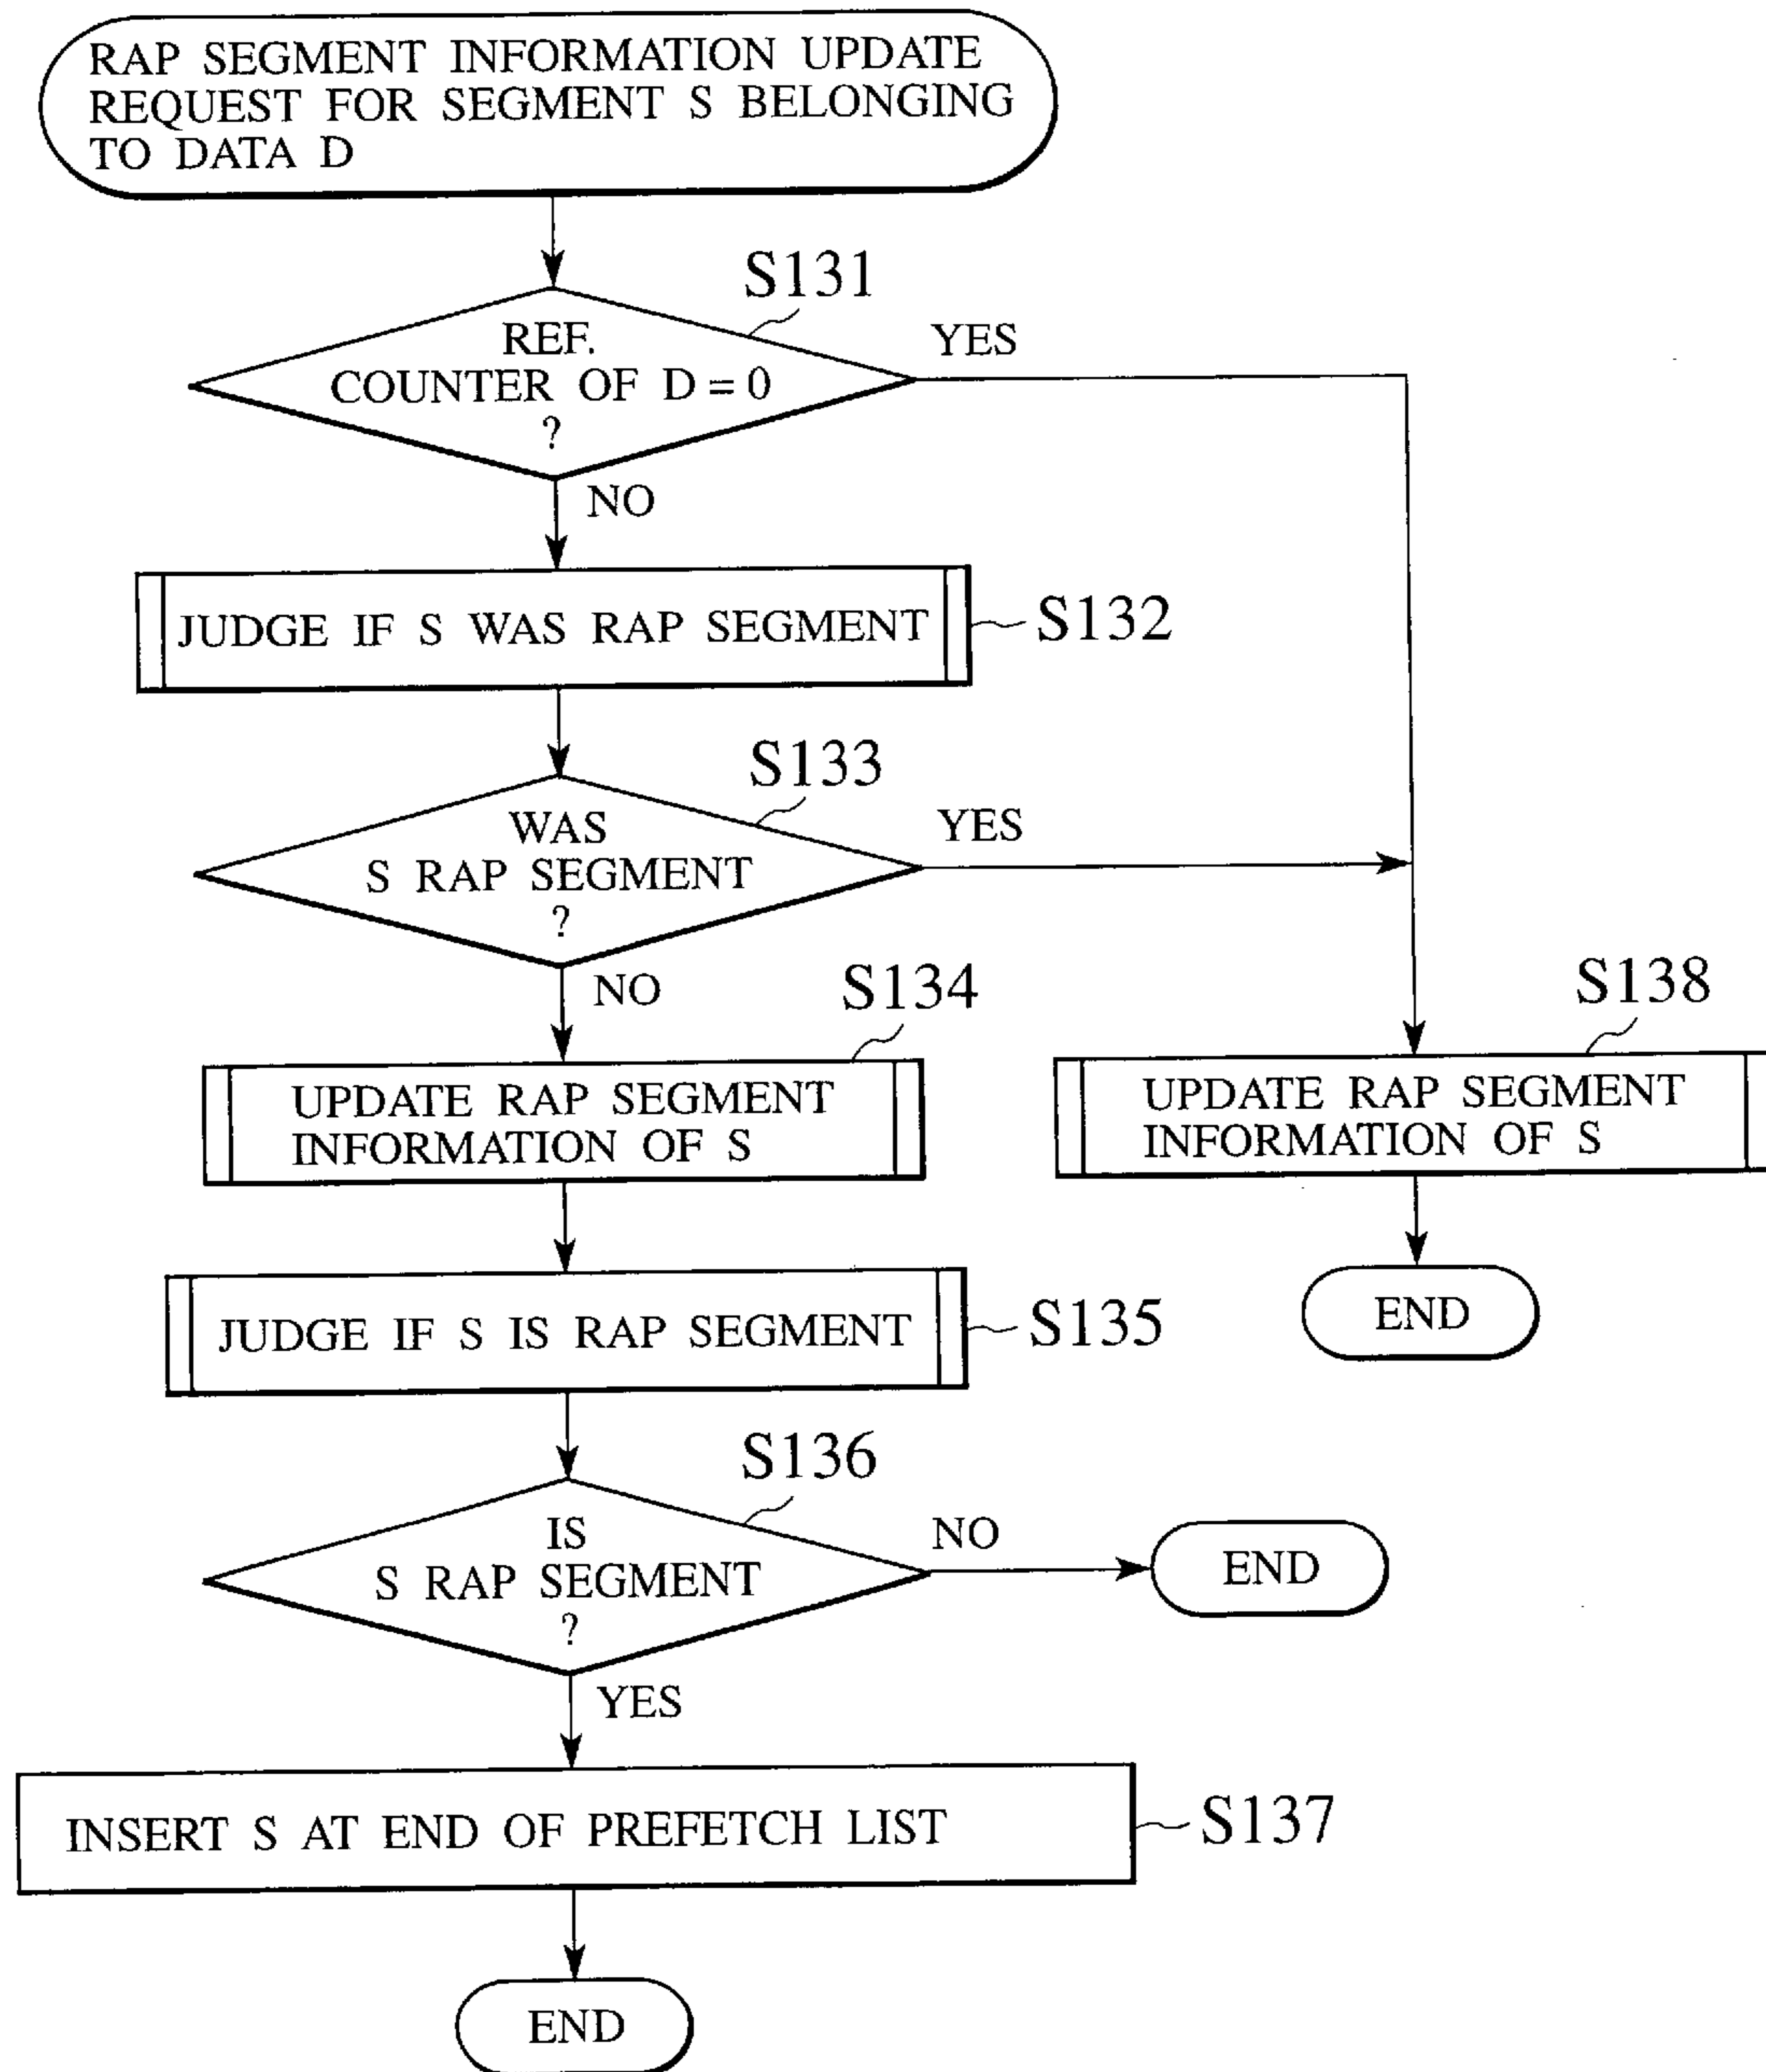 RAP SEGMENT INFORMATION UPDATE
REQUEST FOR SEGMENT S BELONGING
TO DATA D
S131
REF.
COUNTER OF D = 0
?
YES
NO
JUDGE IF S WAS RAP SEGMENT
S132
S133
WAS
S RAP SEGMENT
?
YES
NO
S134
UPDATE RAP SEGMENT
INFORMATION OF S
S138
UPDATE RAP SEGMENT
INFORMATION OF S
END
JUDGE IF S IS RAP SEGMENT
S135
S136
IS
S RAP SEGMENT
?
NO
END
YES
INSERT S AT END OF PREFETCH LIST
S137
END